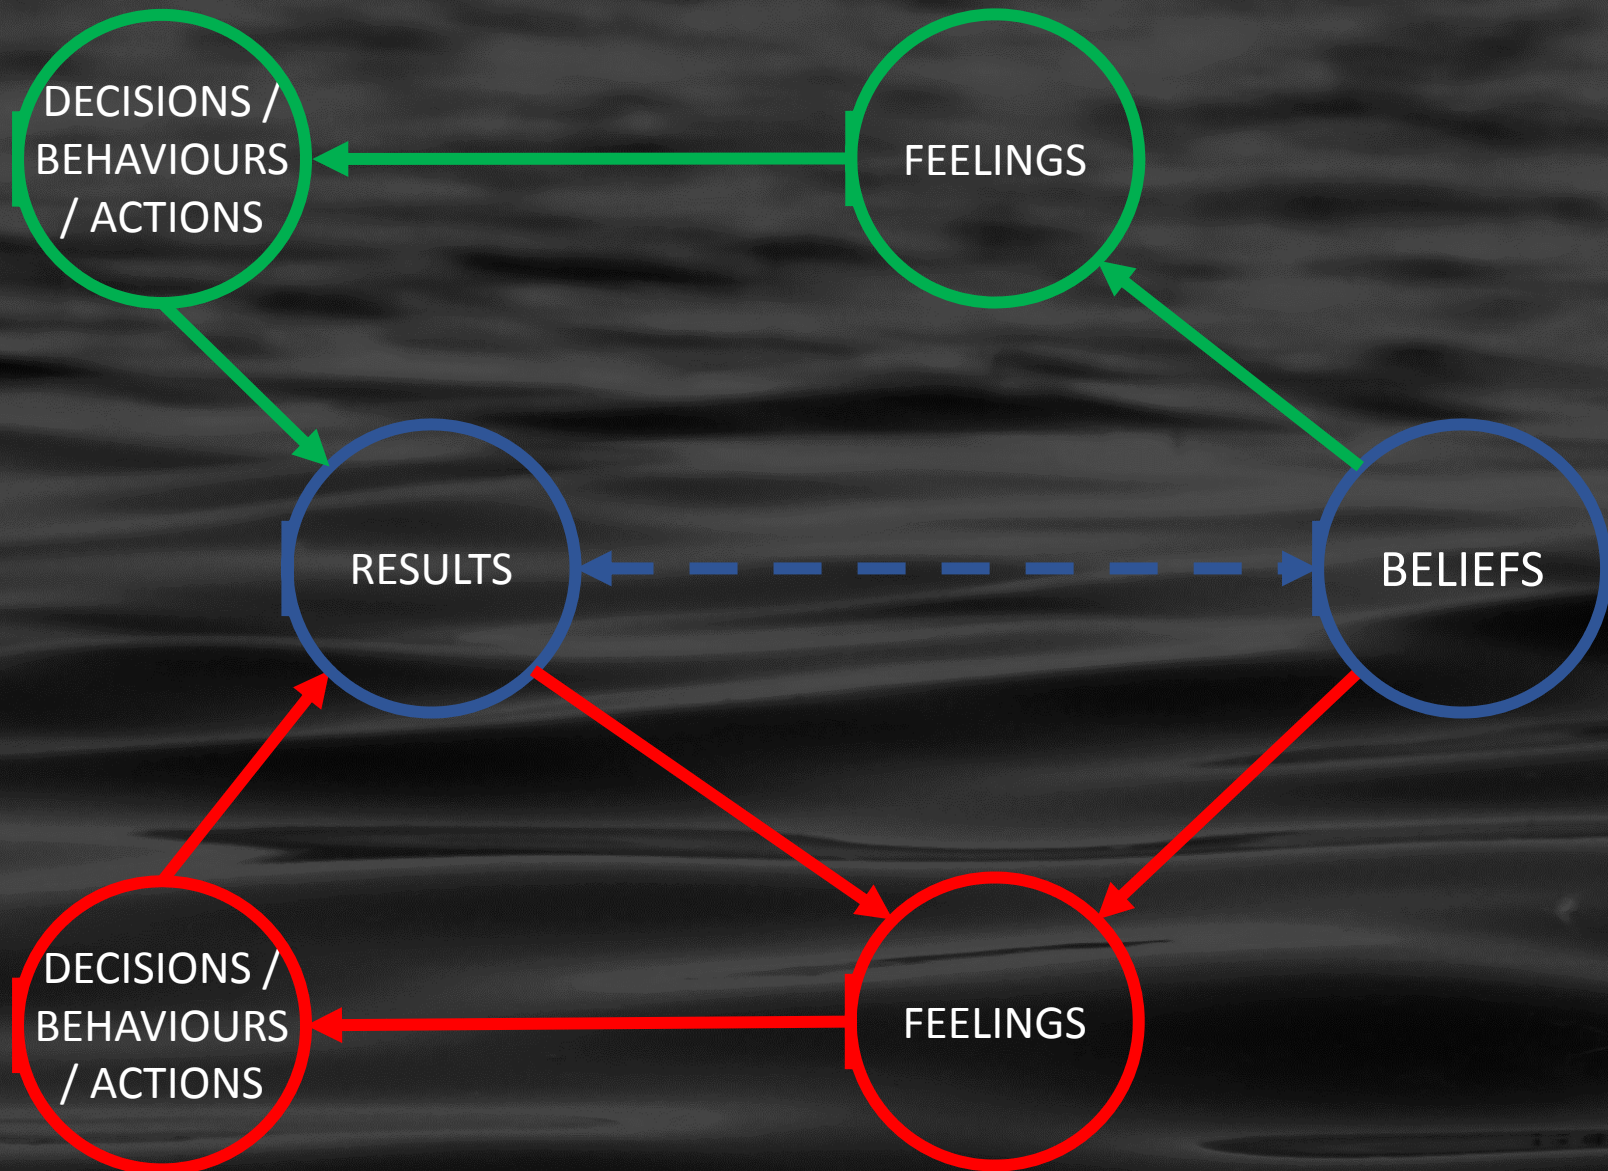 DECISIONS /
BEHAVIOURS
/ ACTIONS
FEELINGS
RESULTS
BELIEFS
DECISIONS /
BEHAVIOURS
/ ACTIONS
FEELINGS